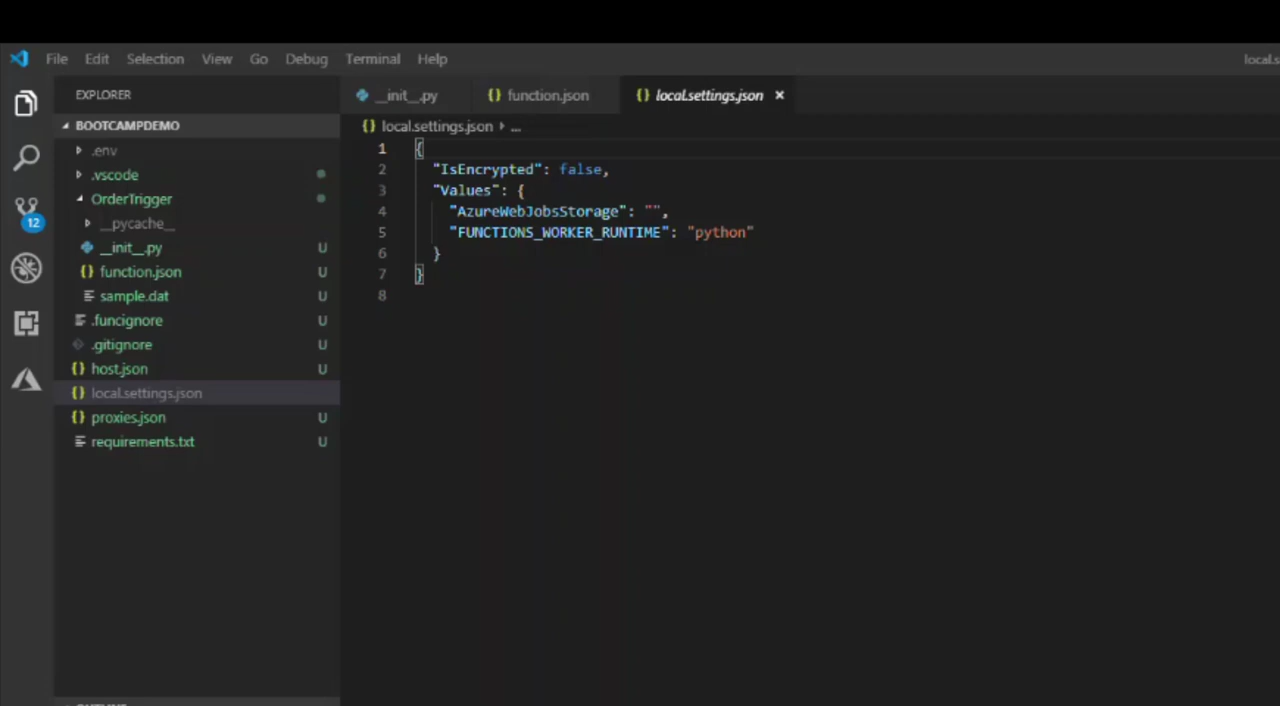 File Edit Selection View Go Debug Terminal Help
local.s
EXPLORER
BOOTCAMPDEMO
.env
.vscode
OrderTrigger
__pycache__
__init__.py U
function.json U
sample.dat U
.funcignore U
.gitignore U
host.json U
local.settings.json
proxies.json U
requirements.txt U
12
__init__.py
{} function.json
{} local.settings.json ×
{} local.settings.json › ...
1 {
2 "IsEncrypted": false,
3 "Values": {
4 "AzureWebJobsStorage": "",
5 "FUNCTIONS_WORKER_RUNTIME": "python"
6 }
7 }
8